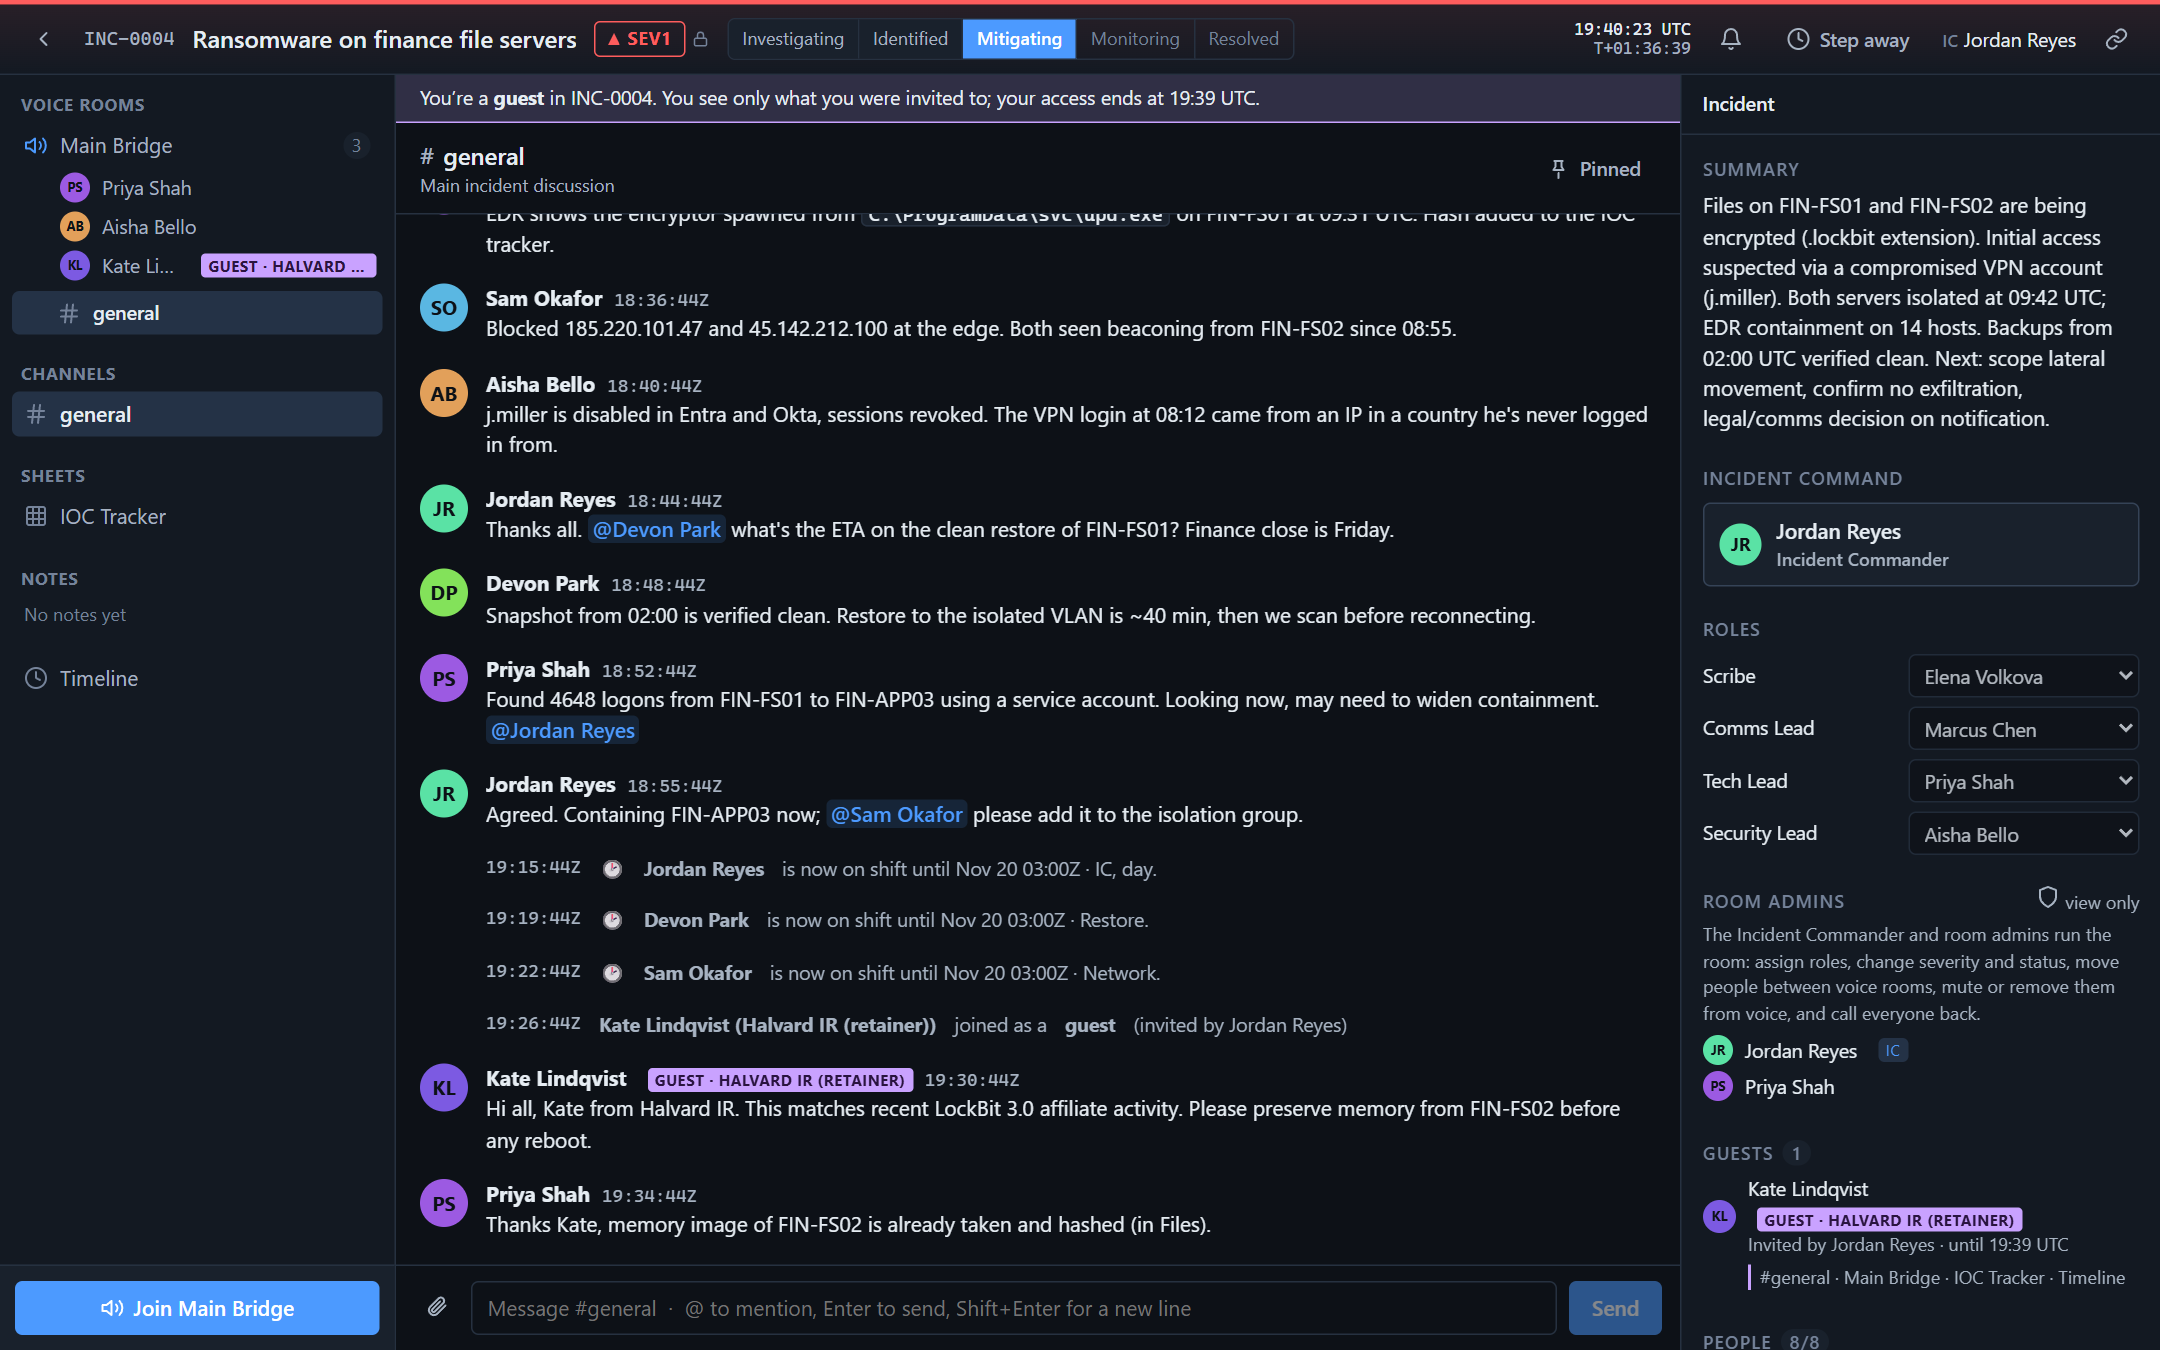 INC-0004 Ransomware on finance file servers ▲ SEV1 Investigating Identified Mitigating Monitoring Resolved 19:40:23 UTC Step away IC Jordan Reyes
T+01:36:39
VOICE ROOMS
Main Bridge 3
PS Priya Shah
AB Aisha Bello
KL Kate Li... GUEST · HALVARD ...
# general
CHANNELS
# general
SHEETS
IOC Tracker
NOTES
No notes yet
Timeline
Join Main Bridge
You're a guest in INC-0004. You see only what you were invited to; your access ends at 19:39 UTC.
# general
Main incident discussion
Pinned
EDR shows the encryptor spawned from C:\ProgramData\svc\upd.exe on FIN-FS01 at 09:31 UTC. Hash added to the IOC
tracker.
SO Sam Okafor 18:36:44Z
Blocked 185.220.101.47 and 45.142.212.100 at the edge. Both seen beaconing from FIN-FS02 since 08:55.
AB Aisha Bello 18:40:44Z
j.miller is disabled in Entra and Okta, sessions revoked. The VPN login at 08:12 came from an IP in a country he's never logged
in from.
JR Jordan Reyes 18:44:44Z
Thanks all. @Devon Park what's the ETA on the clean restore of FIN-FS01? Finance close is Friday.
DP Devon Park 18:48:44Z
Snapshot from 02:00 is verified clean. Restore to the isolated VLAN is ~40 min, then we scan before reconnecting.
PS Priya Shah 18:52:44Z
Found 4648 logons from FIN-FS01 to FIN-APP03 using a service account. Looking now, may need to widen containment.
@Jordan Reyes
JR Jordan Reyes 18:55:44Z
Agreed. Containing FIN-APP03 now; @Sam Okafor please add it to the isolation group.
19:15:44Z Jordan Reyes is now on shift until Nov 20 03:00Z · IC, day.
19:19:44Z Devon Park is now on shift until Nov 20 03:00Z · Restore.
19:22:44Z Sam Okafor is now on shift until Nov 20 03:00Z · Network.
19:26:44Z Kate Lindqvist (Halvard IR (retainer)) joined as a guest (invited by Jordan Reyes)
KL Kate Lindqvist GUEST · HALVARD IR (RETAINER) 19:30:44Z
Hi all, Kate from Halvard IR. This matches recent LockBit 3.0 affiliate activity. Please preserve memory from FIN-FS02 before
any reboot.
PS Priya Shah 19:34:44Z
Thanks Kate, memory image of FIN-FS02 is already taken and hashed (in Files).
Message #general · @ to mention, Enter to send, Shift+Enter for a new line
Send
Incident
SUMMARY
Files on FIN-FS01 and FIN-FS02 are being
encrypted (.lockbit extension). Initial access
suspected via a compromised VPN account
(j.miller). Both servers isolated at 09:42 UTC;
EDR containment on 14 hosts. Backups from
02:00 UTC verified clean. Next: scope lateral
movement, confirm no exfiltration,
legal/comms decision on notification.
INCIDENT COMMAND
JR Jordan Reyes
Incident Commander
ROLES
Scribe Elena Volkova
Comms Lead Marcus Chen
Tech Lead Priya Shah
Security Lead Aisha Bello
ROOM ADMINS view only
The Incident Commander and room admins run the
room: assign roles, change severity and status, move
people between voice rooms, mute or remove them
from voice, and call everyone back.
JR Jordan Reyes IC
PS Priya Shah
GUESTS 1
Kate Lindqvist
KL GUEST · HALVARD IR (RETAINER)
Invited by Jordan Reyes · until 19:39 UTC
#general · Main Bridge · IOC Tracker · Timeline
PEOPLE 8/8